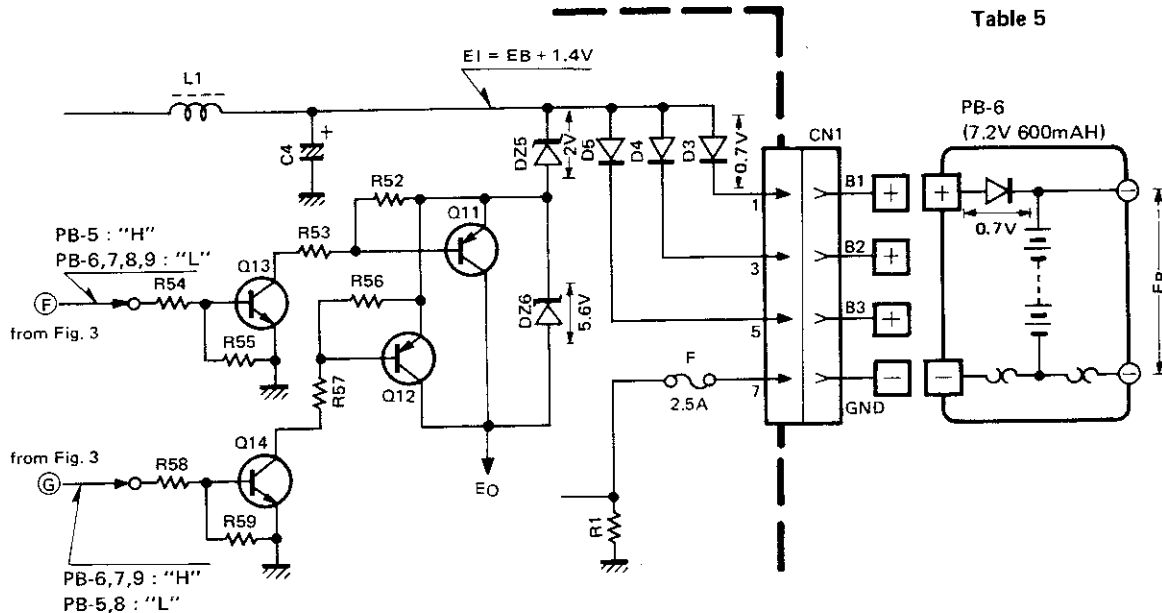 Table 5
EI = EB + 1.4V
L1
PB-6
(7.2V 600mAH)
C4
+
DZ5
2V
D5
D4
D3
0.7V
CN1
B1
+
1
+
0.7V
R52
Q11
PB-5 : "H"
PB-6,7,8,9 : "L"
R53
Q13
B2
+
3
F
R54
R56
from Fig. 3
DZ6
5.6V
B3
+
5
R55
R57
Q12
F
2.5A
7
GND
Q14
from Fig. 3
G
R58
EO
R59
R1
PB-6,7,9 : "H"
PB-5,8 : "L"